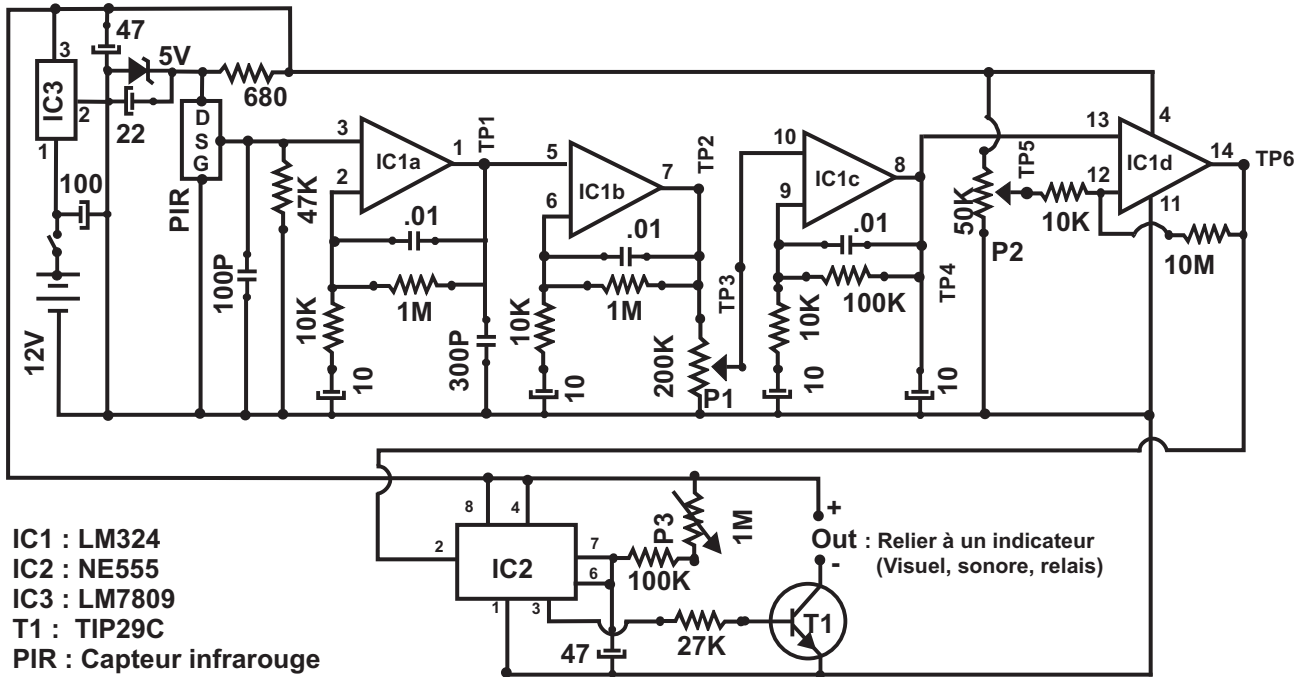 47
3
5V
IC3
2
22
680
1
100
D
S
G
PIR
12V
100P
47K
3
2
IC1a
1
TP1
.01
1M
10K
10
300P
5
6
IC1b
7
TP2
.01
1M
10K
10
200K
P1
TP3
10
9
IC1c
8
.01
100K
10K
10
TP4
10
50K
P2
TP5
10K
13
12
IC1d
4
11
14
TP6
10M
8
4
2
IC2
7
6
1
3
P3
1M
100K
47
27K
T1
+
Out : Relier à un indicateur
-
(Visuel, sonore, relais)
IC1 : LM324
IC2 : NE555
IC3 : LM7809
T1 : TIP29C
PIR : Capteur infrarouge